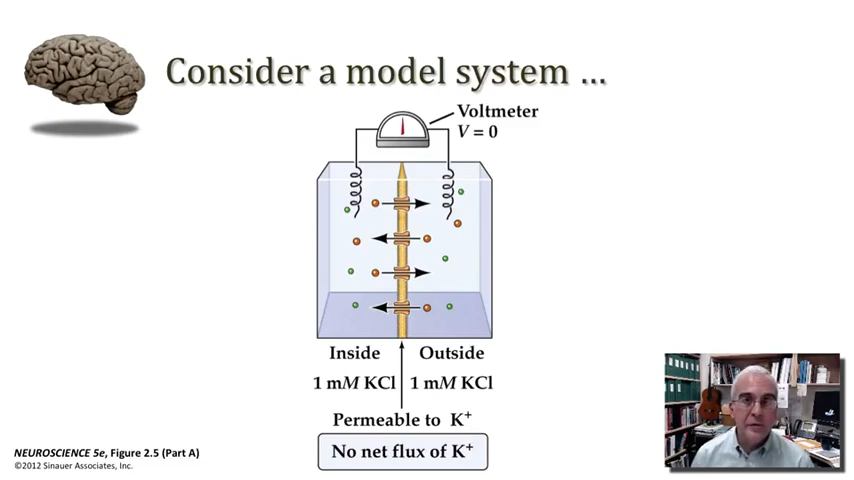 Consider a model system ...
Voltmeter
V = 0
Inside Outside
1 mM KCl 1 mM KCl
Permeable to K⁺
No net flux of K⁺
NEUROSCIENCE 5e, Figure 2.5 (Part A)
©2012 Sinauer Associates, Inc.